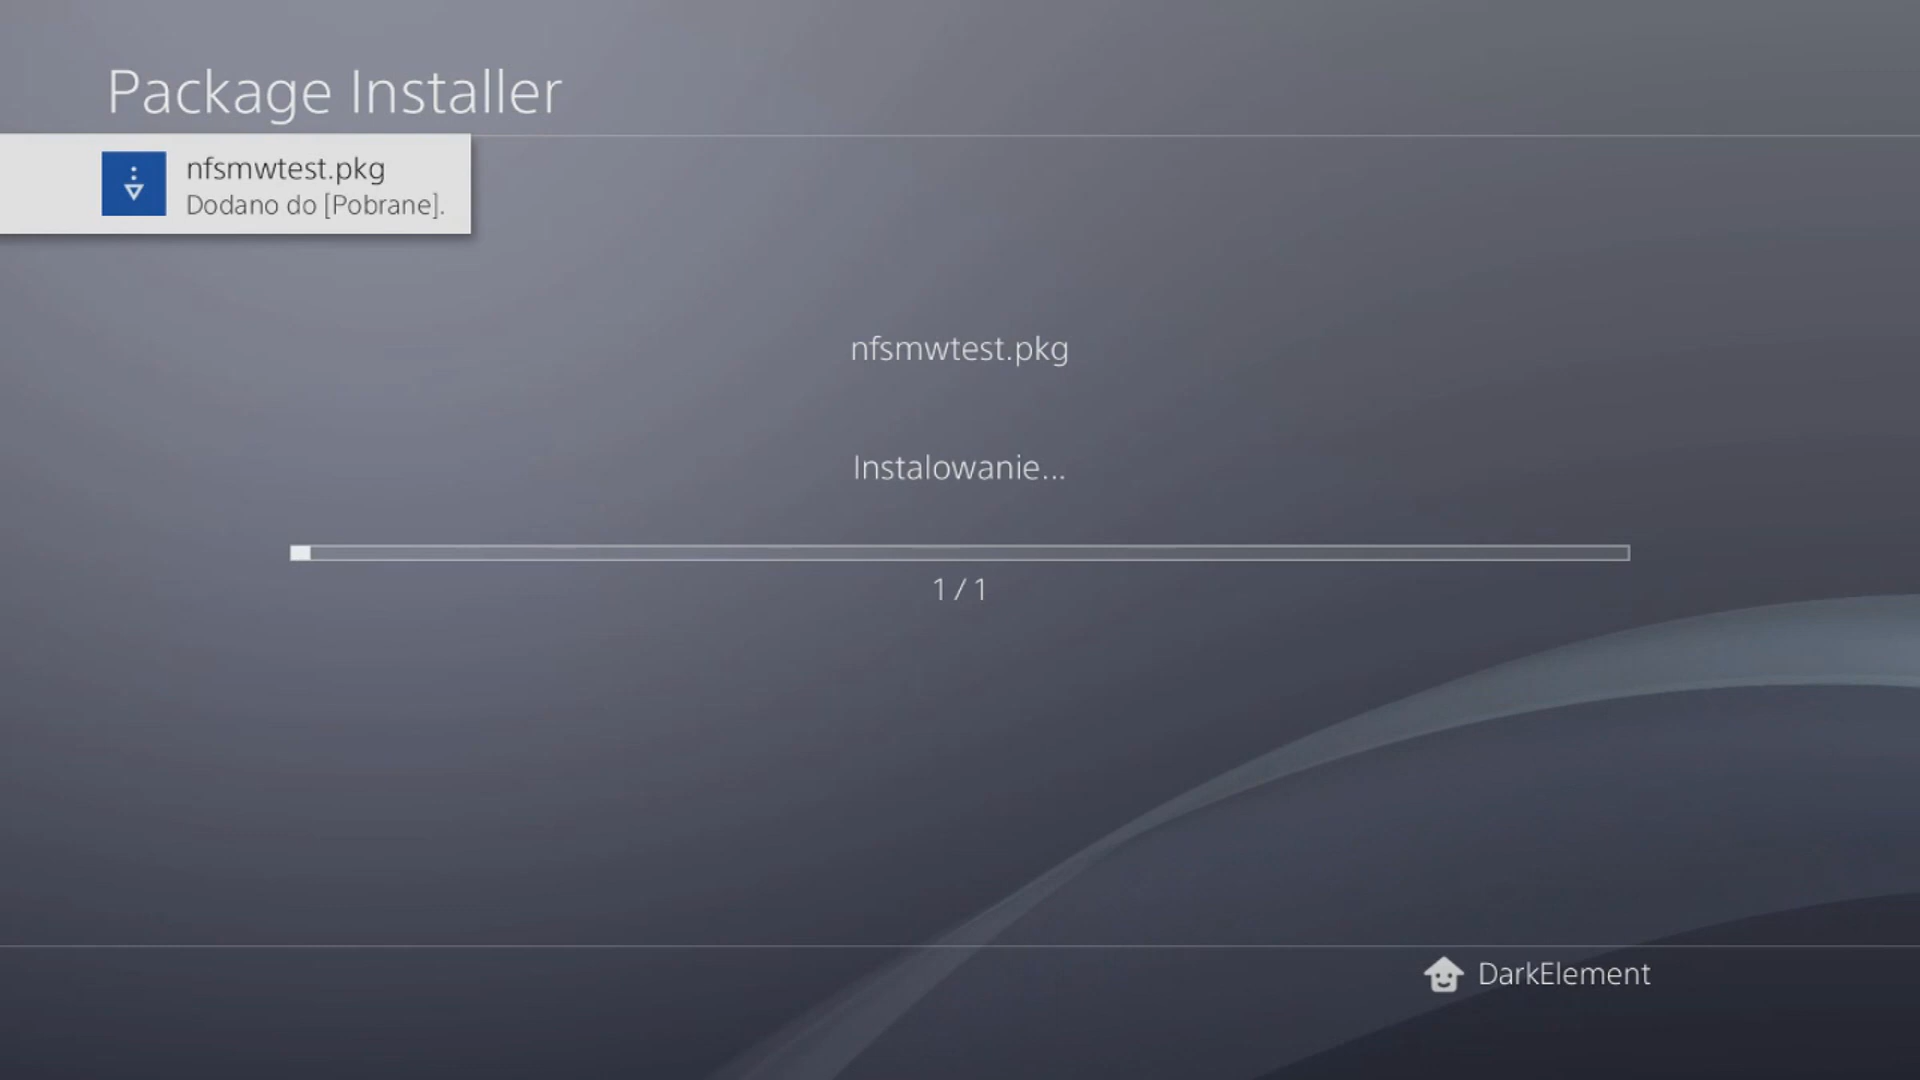 Package Installer
nfsmwtest.pkg
Dodano do [Pobrane].
nfsmwtest.pkg
Instalowanie...
1 / 1
DarkElement